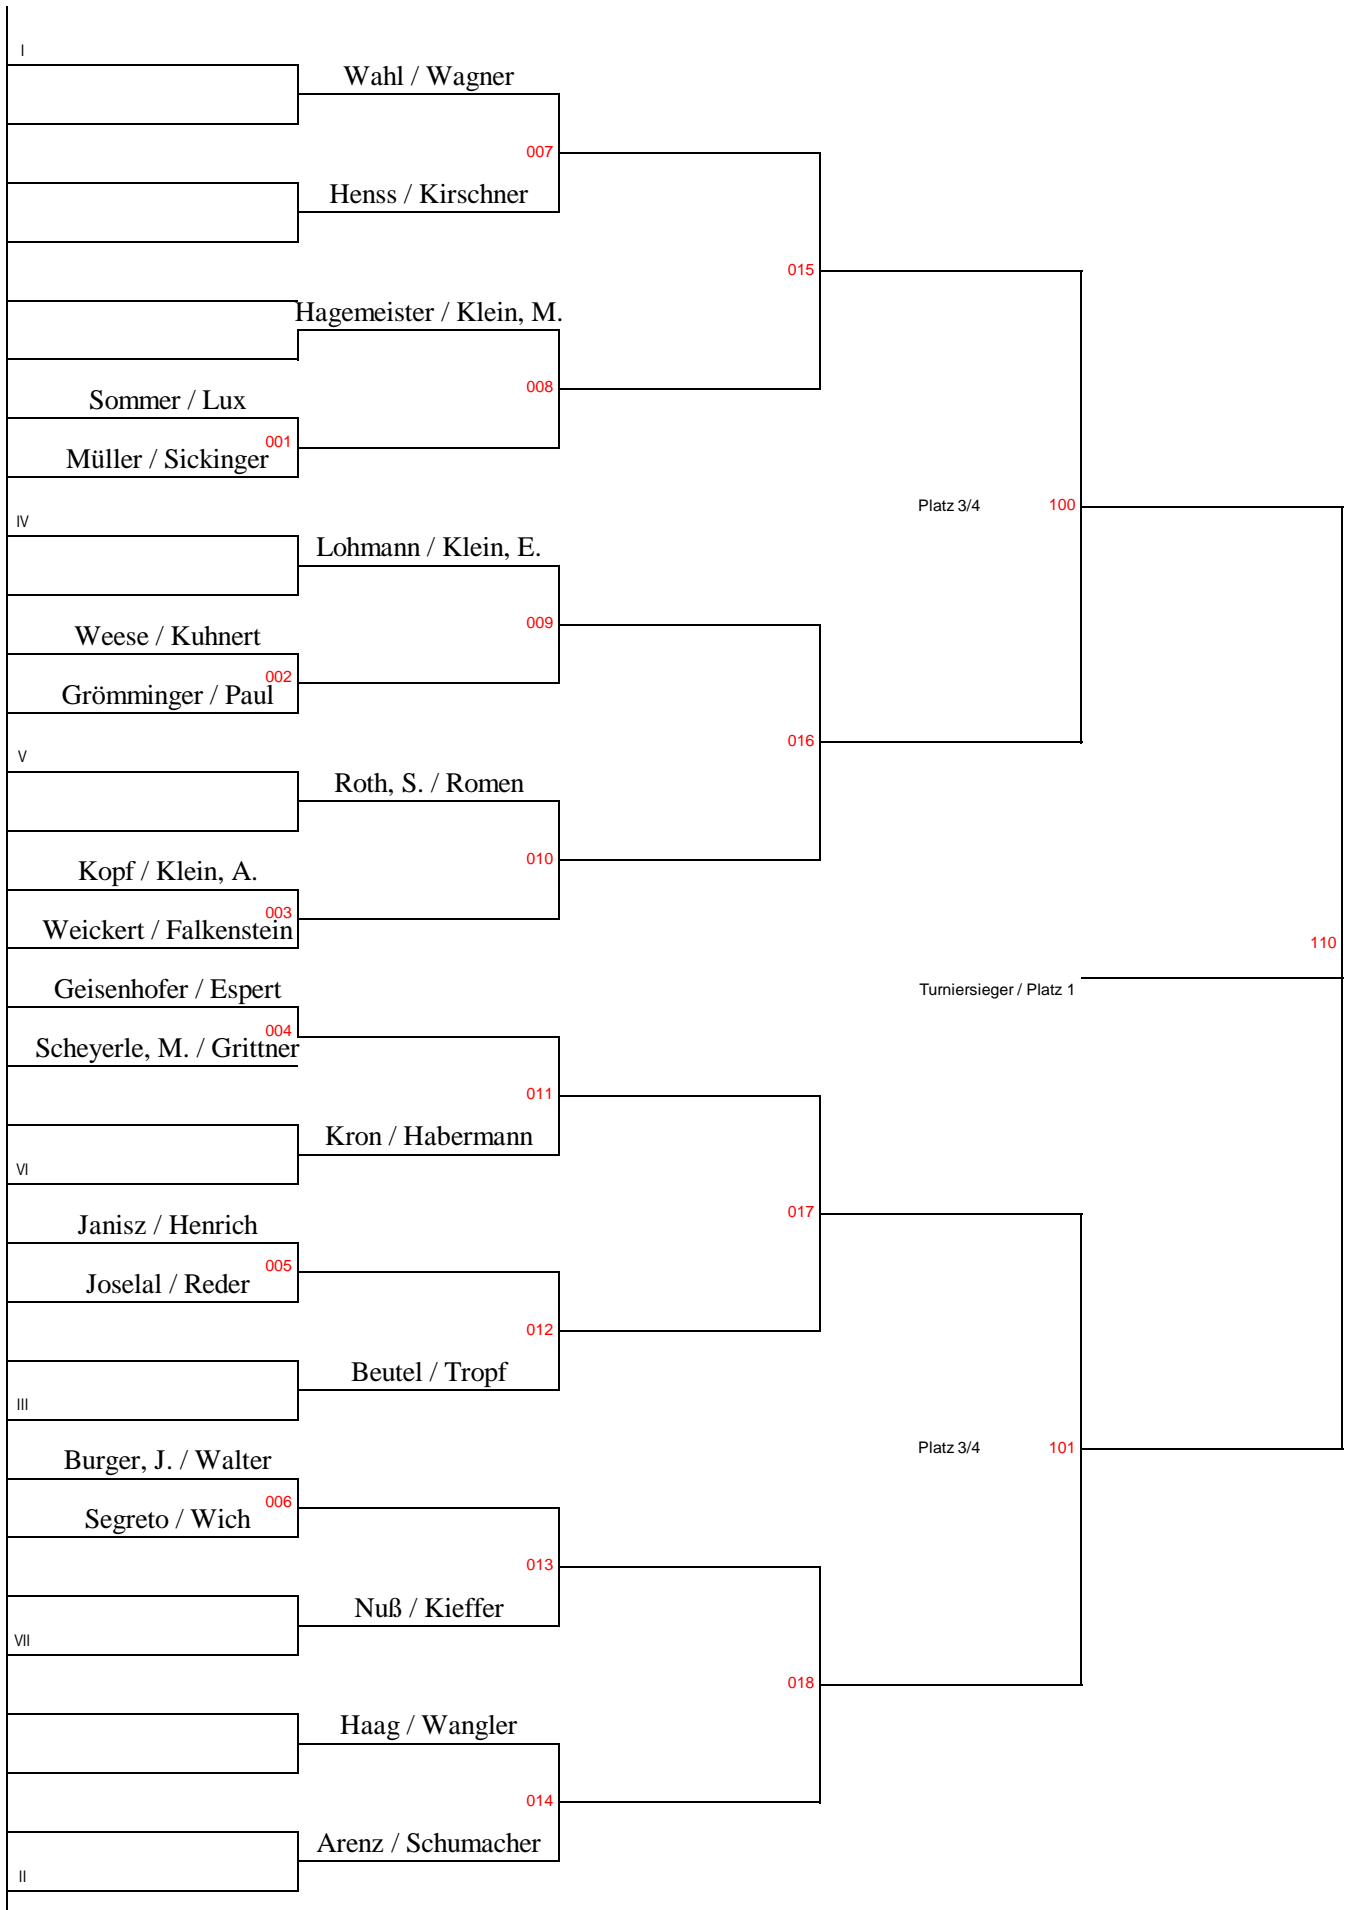 I
Wahl / Wagner
007
Henss / Kirschner
015
Hagemeister / Klein, M.
008
Sommer / Lux
001
Müller / Sickinger
Platz 3/4
100
IV
Lohmann / Klein, E.
009
Weese / Kuhnert
002
Grömminger / Paul
016
V
Roth, S. / Romen
010
Kopf / Klein, A.
003
Weickert / Falkenstein
110
Geisenhofer / Espert
Turniersieger / Platz 1
004
Scheyerle, M. / Grittner
011
Kron / Habermann
VI
017
Janisz / Henrich
005
Joselal / Reder
012
Beutel / Tropf
III
Platz 3/4
101
Burger, J. / Walter
006
Segreto / Wich
013
Nuß / Kieffer
VII
018
Haag / Wangler
014
Arenz / Schumacher
II